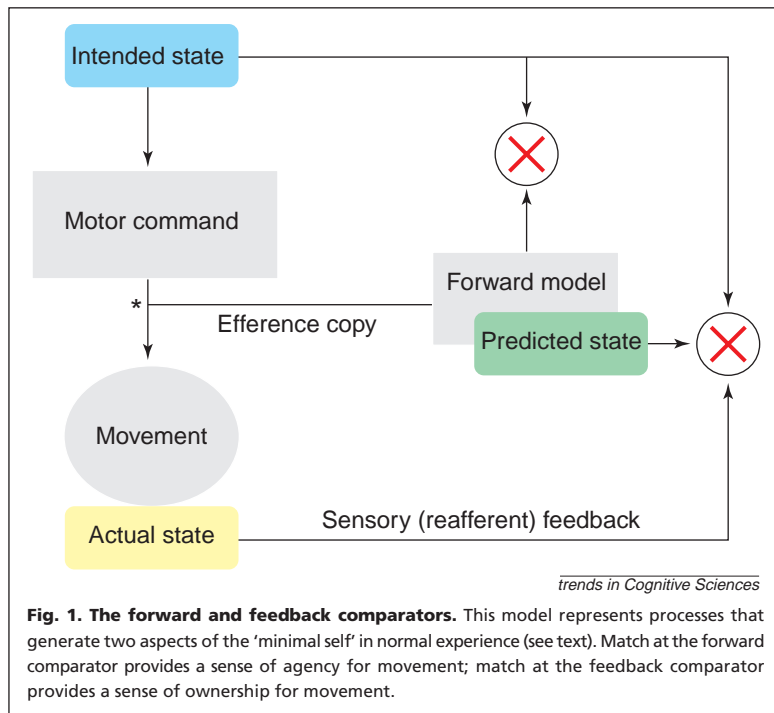 Intended state
Motor command
Forward model
*
Efference copy
Predicted state
Movement
Sensory (reafferent) feedback
Actual state
trends in Cognitive Sciences
Fig. 1. The forward and feedback comparators. This model represents processes that
generate two aspects of the ‘minimal self’ in normal experience (see text). Match at the forward
comparator provides a sense of agency for movement; match at the feedback comparator
provides a sense of ownership for movement.